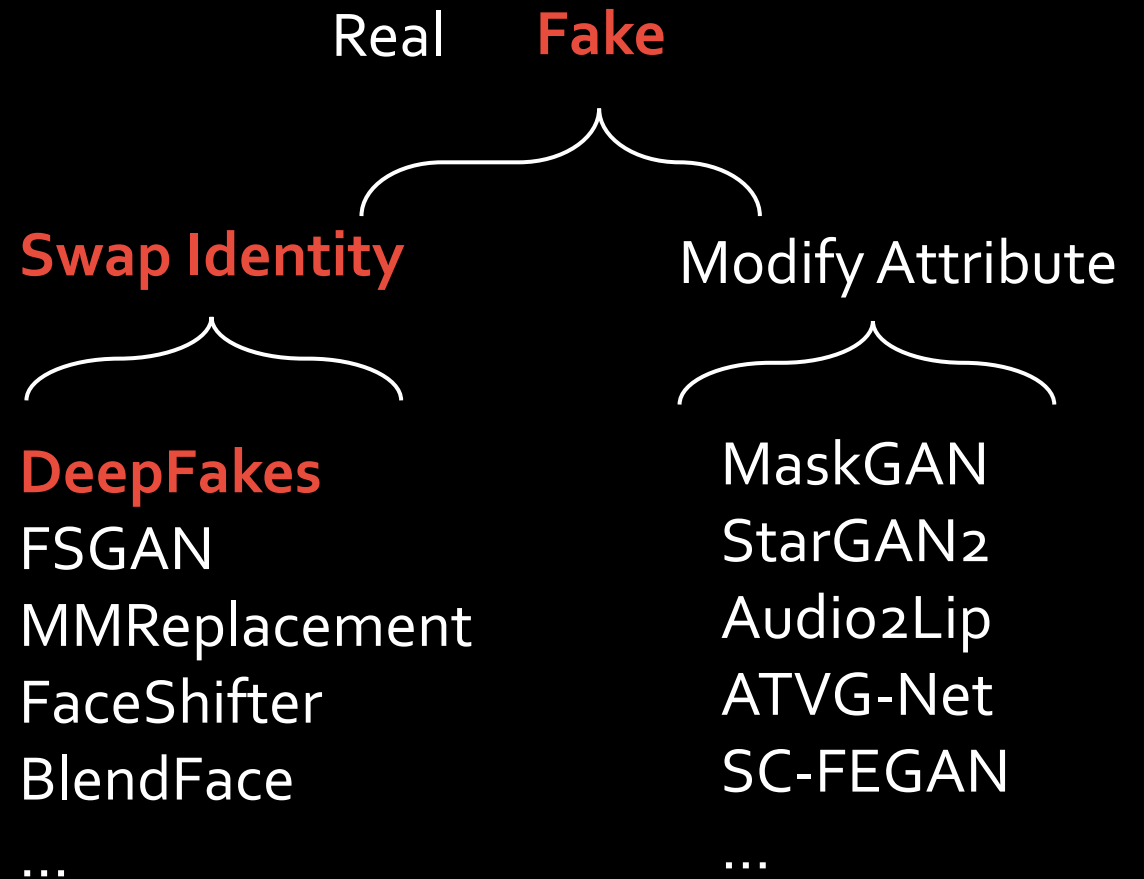 Real Fake
Swap Identity
Modify Attribute
DeepFakes
FSGAN
MMReplacement
FaceShifter
BlendFace
...
MaskGAN
StarGAN2
Audio2Lip
ATVG-Net
SC-FEGAN
...